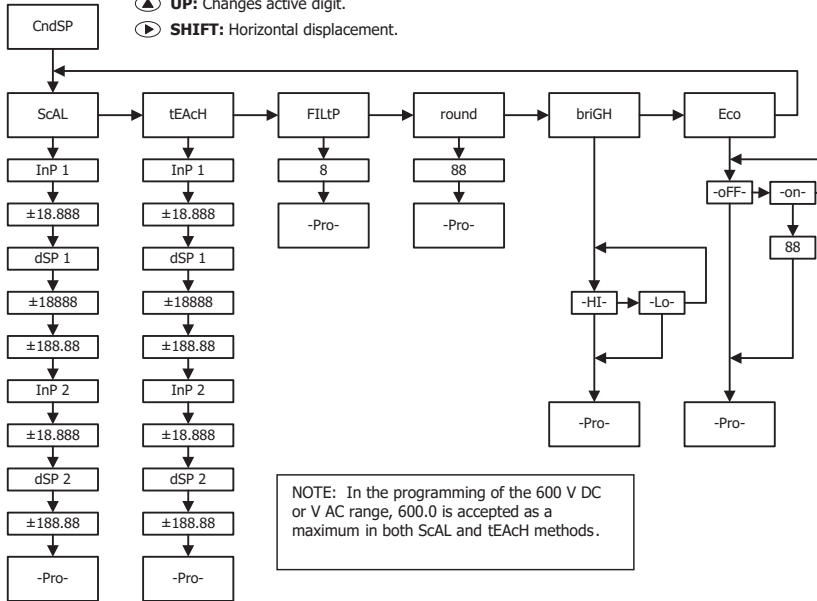 UP: Changes active digit.
SHIFT: Horizontal displacement.
CndSP
ScAL
tEAcH
FILtP
round
briGH
Eco
InP 1
InP 1
8
88
-oFF-
-on-
±18.888
±18.888
-Pro-
-Pro-
88
dSP 1
dSP 1
±18888
±18888
-HI-
-Lo-
±188.88
±188.88
InP 2
InP 2
-Pro-
-Pro-
±18.888
±18.888
dSP 2
dSP 2
±188.88
±188.88
-Pro-
-Pro-
NOTE: In the programming of the 600 V DC
or V AC range, 600.0 is accepted as a
maximum in both ScAL and tEAcH methods.